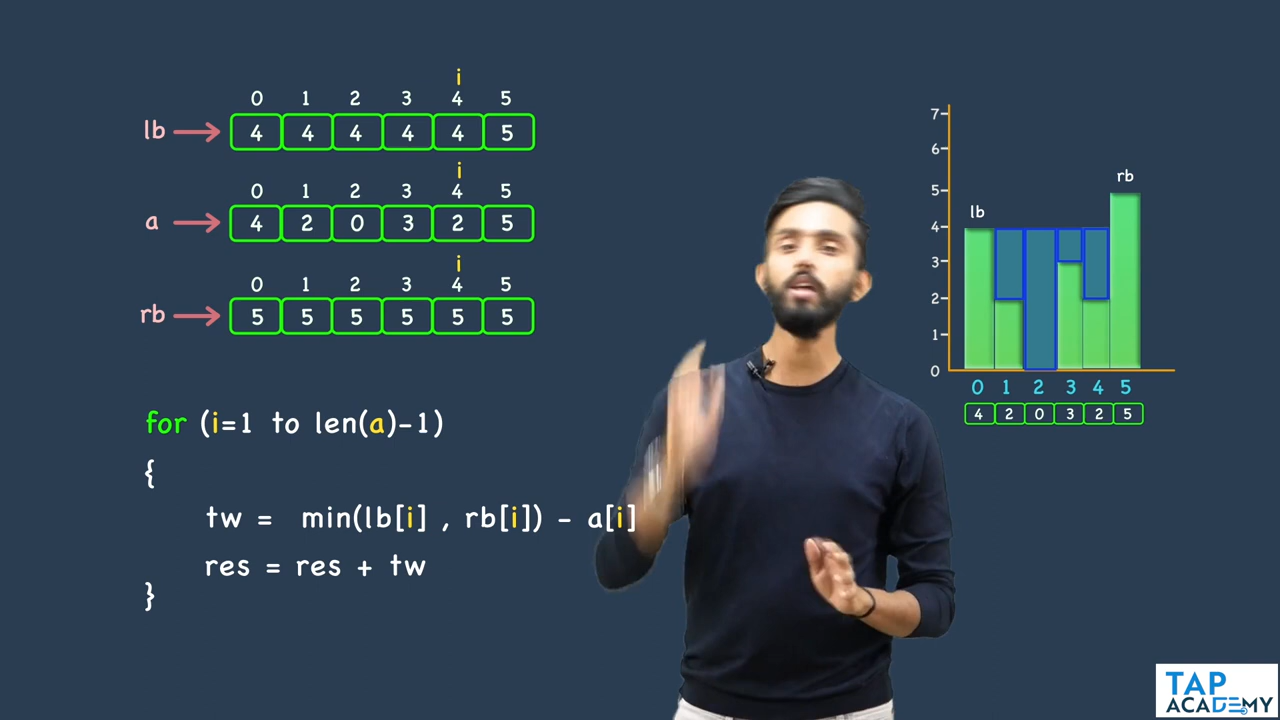 i
0 1 2 3 4 5
lb → 4 4 4 4 4 5
i
0 1 2 3 4 5
a → 4 2 0 3 2 5
i
0 1 2 3 4 5
rb → 5 5 5 5 5 5
for (i=1 to len(a)-1)
{
tw = min(lb[i] , rb[i]) - a[i]
res = res + tw
}
7
6
5
4
3
2
1
0
lb
rb
0 1 2 3 4 5
4 2 0 3 2 5
TAP
ACADEMY